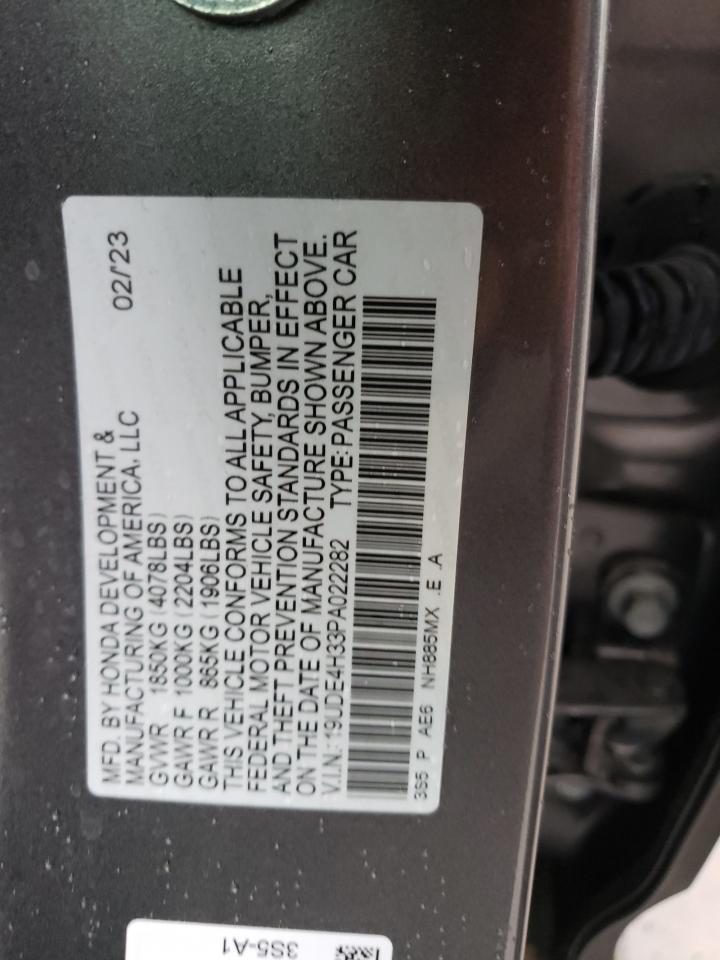 MFD. BY HONDA DEVELOPMENT & 02/'23
MANUFACTURING OF AMERICA, LLC
GVWR 1850KG (4078LBS)
GAWR F 1000KG (2204LBS)
GAWR R 865KG (1906LBS)
THIS VEHICLE CONFORMS TO ALL APPLICABLE
FEDERAL MOTOR VEHICLE SAFETY, BUMPER,
AND THEFT PREVENTION STANDARDS IN EFFECT
ON THE DATE OF MANUFACTURE SHOWN ABOVE.
V.I.N.: 19UDE4H33PA022282 TYPE: PASSENGER CAR
3S5 P AE6 NH885MX .E .A
3S5-A1